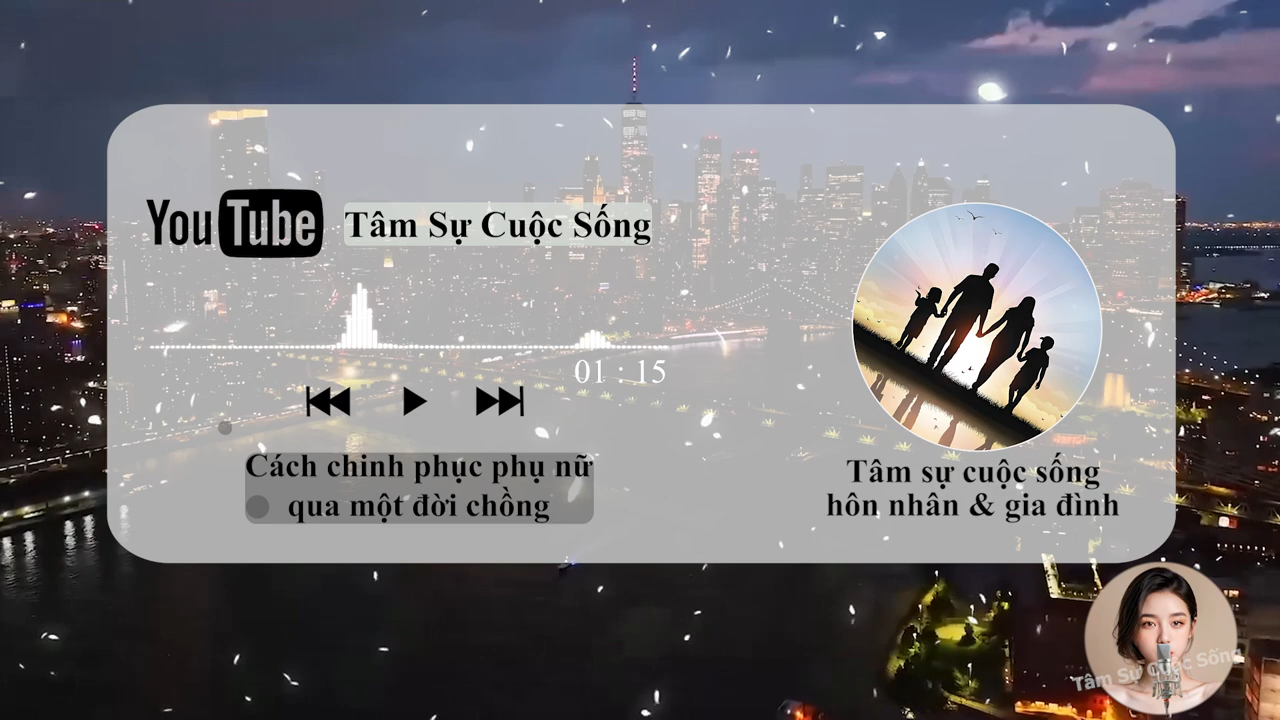 YouTube
Tâm Sự Cuộc Sống
01 : 15
Cách chinh phục phụ nữ
qua một đời chồng
Tâm sự cuộc sống
hôn nhân & gia đình
Tâm Sự Cuộc Sống